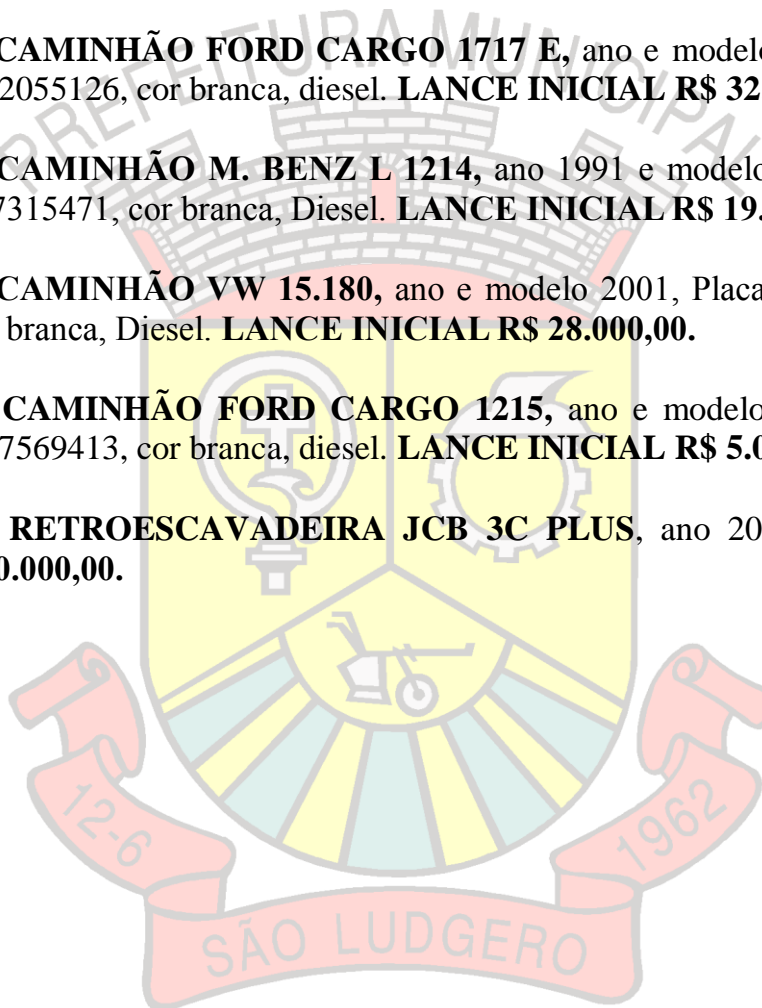 PREFEITURA MUNICIPAL
CAMINHÃO FORD CARGO 1717 E, ano e modelo
2055126, cor branca, diesel. LANCE INICIAL R$ 32
CAMINHÃO M. BENZ L 1214, ano 1991 e modelo
7315471, cor branca, Diesel. LANCE INICIAL R$ 19.
CAMINHÃO VW 15.180, ano e modelo 2001, Placa
branca, Diesel. LANCE INICIAL R$ 28.000,00.
CAMINHÃO FORD CARGO 1215, ano e modelo
7569413, cor branca, diesel. LANCE INICIAL R$ 5.0
RETROESCAVADEIRA JCB 3C PLUS, ano 20
0.000,00.
12-6
1962
SÃO LUDGERO